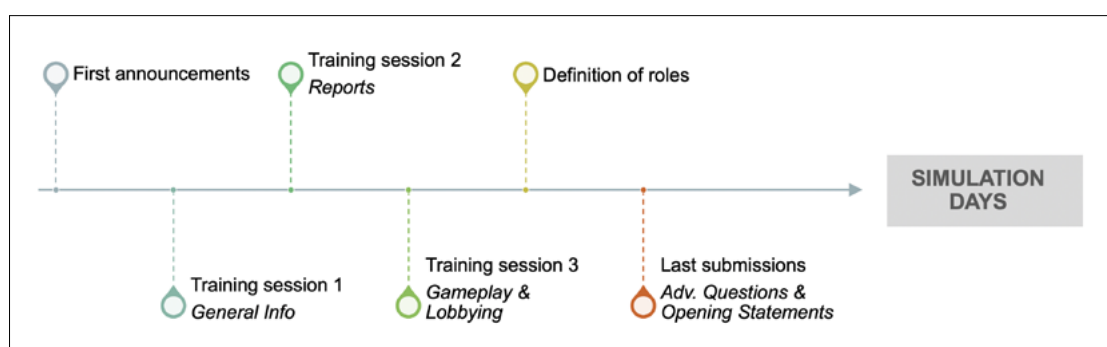 First announcements
Training session 2
Reports
Definition of roles
SIMULATION
DAYS
Training session 1
General Info
Training session 3
Gameplay &
Lobbying
Last submissions
Adv. Questions &
Opening Statements